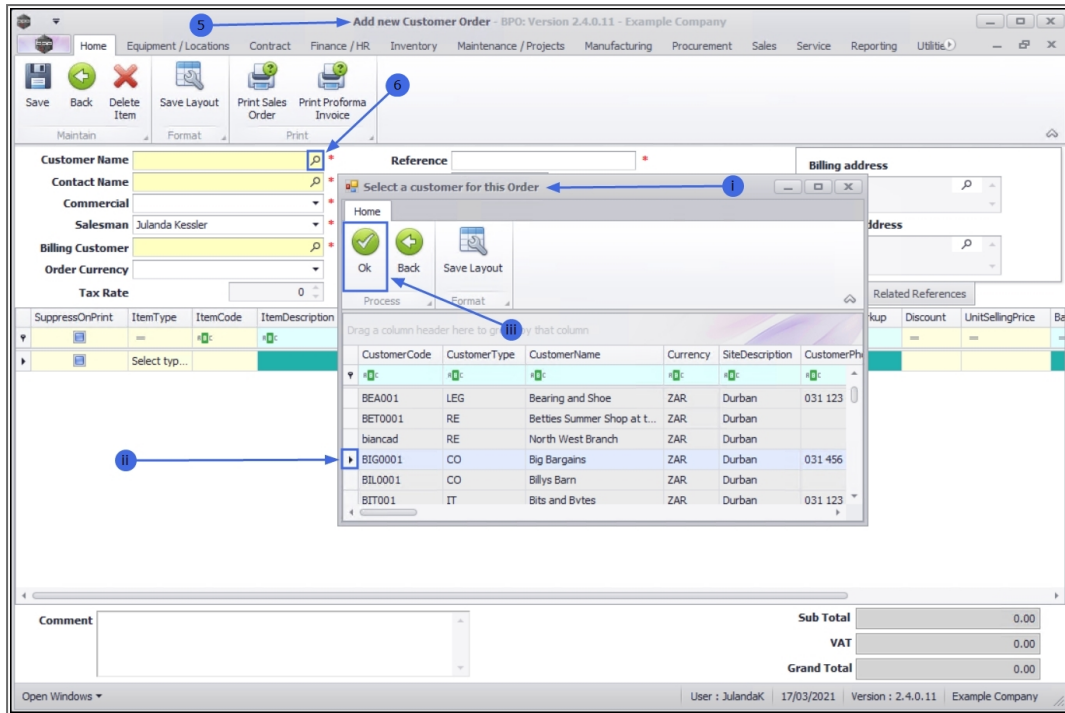 5
Add new Customer Order - BPO: Version 2.4.0.11 - Example Company
Home Equipment / Locations Contract Finance / HR Inventory Maintenance / Projects Manufacturing Procurement Sales Service Reporting Utilitie
Save Back Delete Item Save Layout Print Sales Order Print Proforma Invoice
6
Maintain Format Print
Customer Name * Reference *
Billing address
Contact Name *
Commercial *
Salesman Julanda Kessler *
Billing Customer *
Order Currency
Tax Rate 0
ddress
Related References
Select a customer for this Order
i
Home
Ok Back Save Layout
Process Format
iii
Drag a column header here to gro y that column
SuppressOnPrint ItemType ItemCode ItemDescription
kup Discount UnitSellingPrice Ba
= =
Select typ...
CustomerCode CustomerType CustomerName Currency SiteDescription CustomerPho
BEA001 LEG Bearing and Shoe ZAR Durban 031 123
BET0001 RE Betties Summer Shop at t... ZAR Durban
biancad RE North West Branch ZAR Durban
ii
BIG0001 CO Big Bargains ZAR Durban 031 456
BIL0001 CO Billys Barn ZAR Durban
BIT001 IT Bits and Bytes ZAR Durban 031 123
Comment
Sub Total 0.00
VAT 0.00
Grand Total 0.00
Open Windows
User : JulandaK 17/03/2021 Version : 2.4.0.11 Example Company